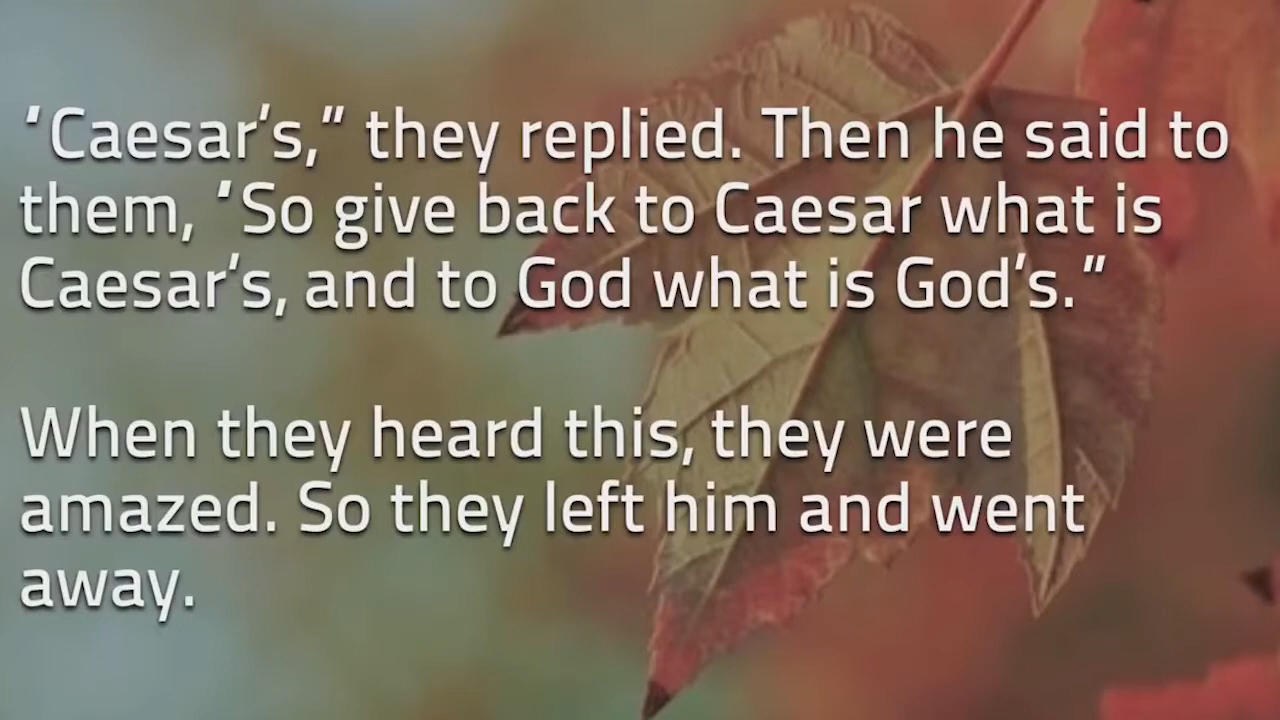 ‘Caesar’s,” they replied. Then he said to
them, ‘So give back to Caesar what is
Caesar’s, and to God what is God’s.”
When they heard this, they were
amazed. So they left him and went
away.